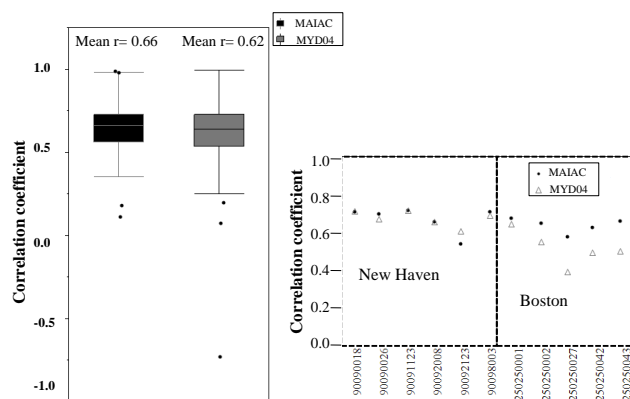 MAIAC
MYD04
Mean r= 0.66
Mean r= 0.62
1.0
0.5
0.0
-0.5
-1.0
Correlation coefficient
1.0
0.8
0.6
0.4
0.2
0.0
Correlation coefficient
MAIAC
MYD04
New Haven
Boston
90090018
90090026
90091123
90092008
90092123
90098003
250250001
250250002
250250027
250250042
250250043